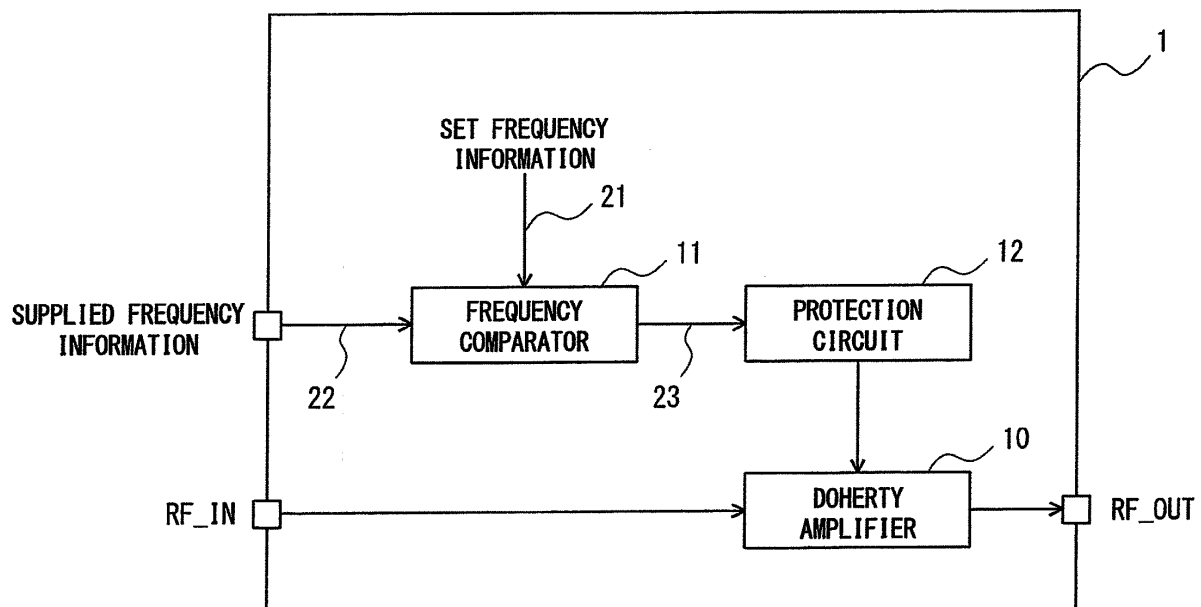 1
SET FREQUENCY
INFORMATION
21
11
12
SUPPLIED FREQUENCY
INFORMATION
FREQUENCY
COMPARATOR
PROTECTION
CIRCUIT
22
23
10
RF_IN
DOHERTY
AMPLIFIER
RF_OUT